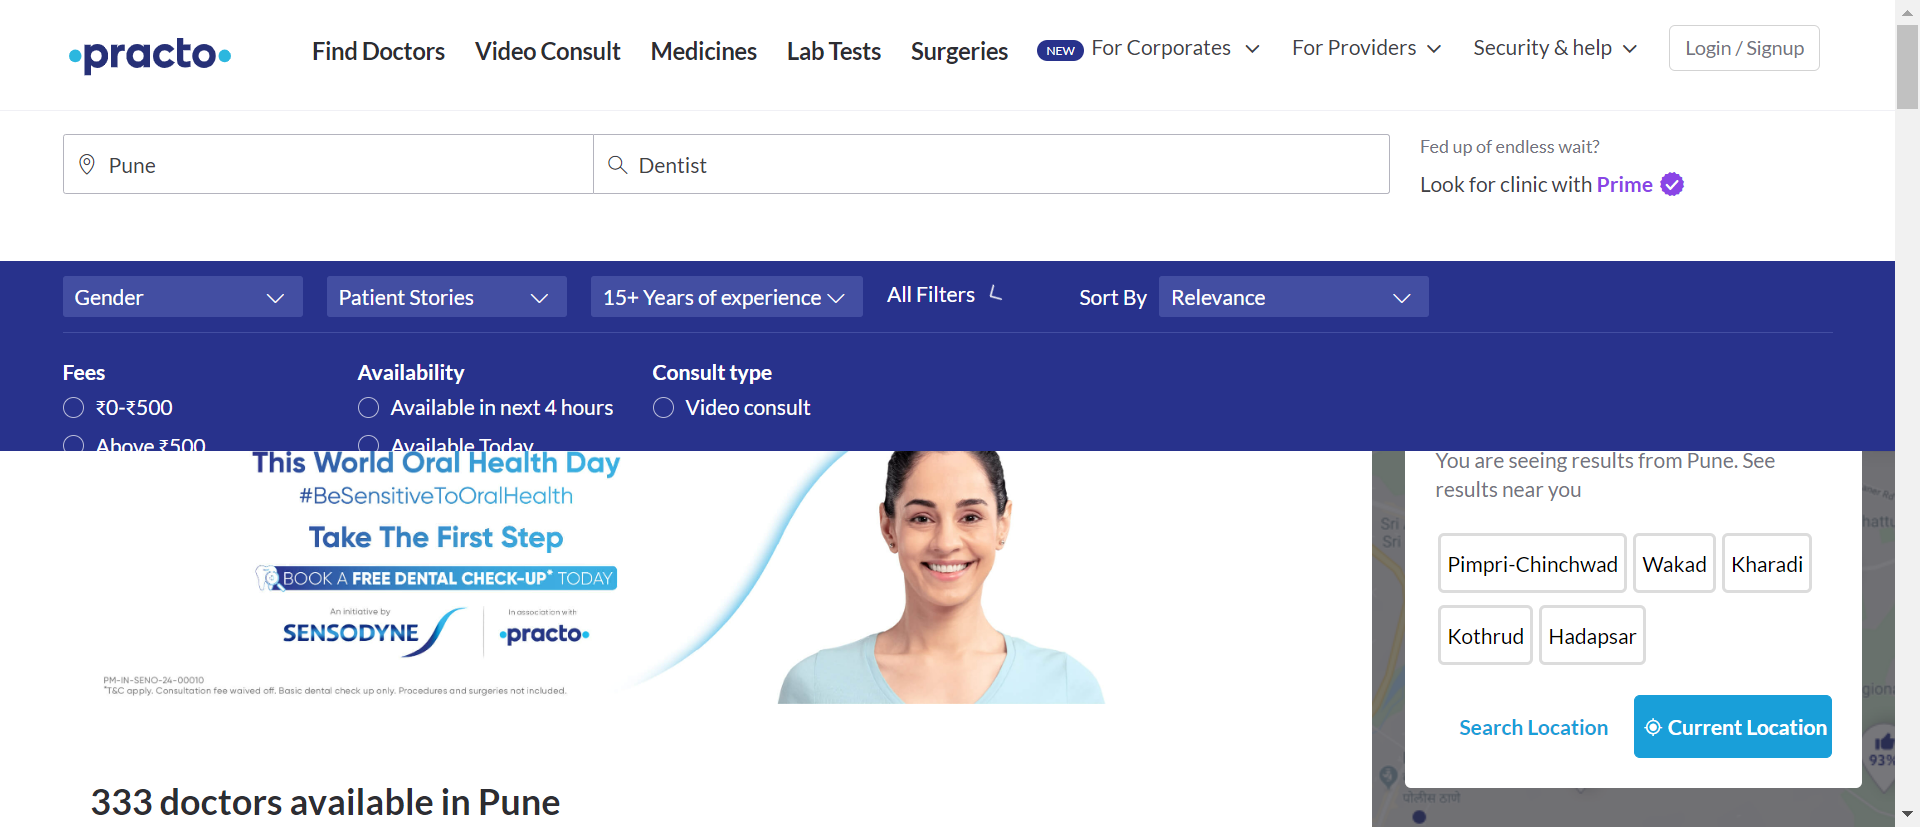 practo
Find Doctors
Video Consult
Medicines
Lab Tests
Surgeries
NEW For Corporates
For Providers
Security & help
Login / Signup
Pune
Dentist
Fed up of endless wait?
Look for clinic with Prime
Gender
Patient Stories
15+ Years of experience
All Filters
Sort By
Relevance
Fees
Availability
Consult type
₹0-₹500
Available in next 4 hours
Video consult
Above ₹500
Available Today
This World Oral Health Day
#BeSensitiveToOralHealth
Take The First Step
BOOK A FREE DENTAL CHECK-UP* TODAY
An initiative by
SENSODYNE
In association with
practo
PM-IN-SENO-24-00010
*T&C apply. Consultation fee waived off. Basic dental check up only. Procedures and surgeries not included.
You are seeing results from Pune. See
results near you
Pimpri-Chinchwad
Wakad
Kharadi
Kothrud
Hadapsar
Search Location
Current Location
Sri
Sri
93%
पोलीस ठाणे
333 doctors available in Pune